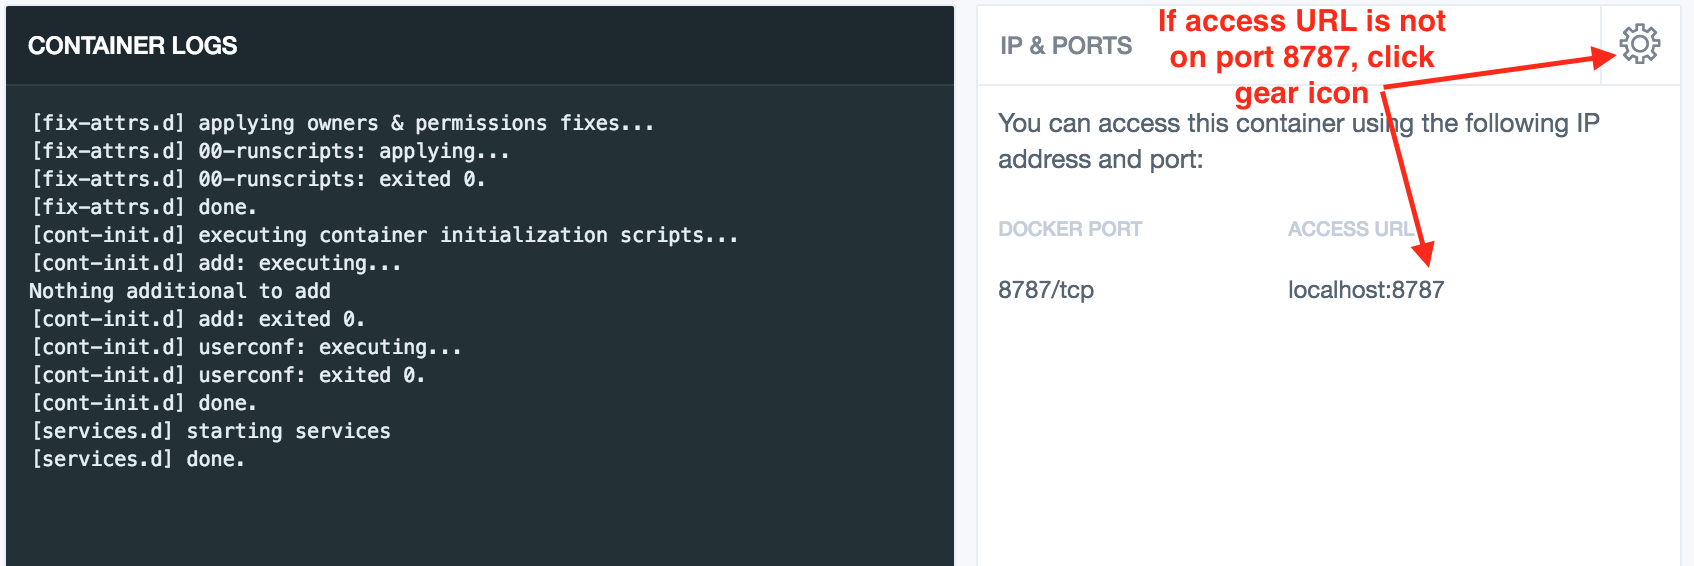 CONTAINER LOGS
[fix-attrs.d] applying owners & permissions fixes...
[fix-attrs.d] 00-runscripts: applying...
[fix-attrs.d] 00-runscripts: exited 0.
[fix-attrs.d] done.
[cont-init.d] executing container initialization scripts...
[cont-init.d] add: executing...
Nothing additional to add
[cont-init.d] add: exited 0.
[cont-init.d] userconf: executing...
[cont-init.d] userconf: exited 0.
[cont-init.d] done.
[services.d] starting services
[services.d] done.
IP & PORTS
If access URL is not
on port 8787, click
gear icon
You can access this container using the following IP
address and port:
DOCKER PORT ACCESS URL
8787/tcp localhost:8787